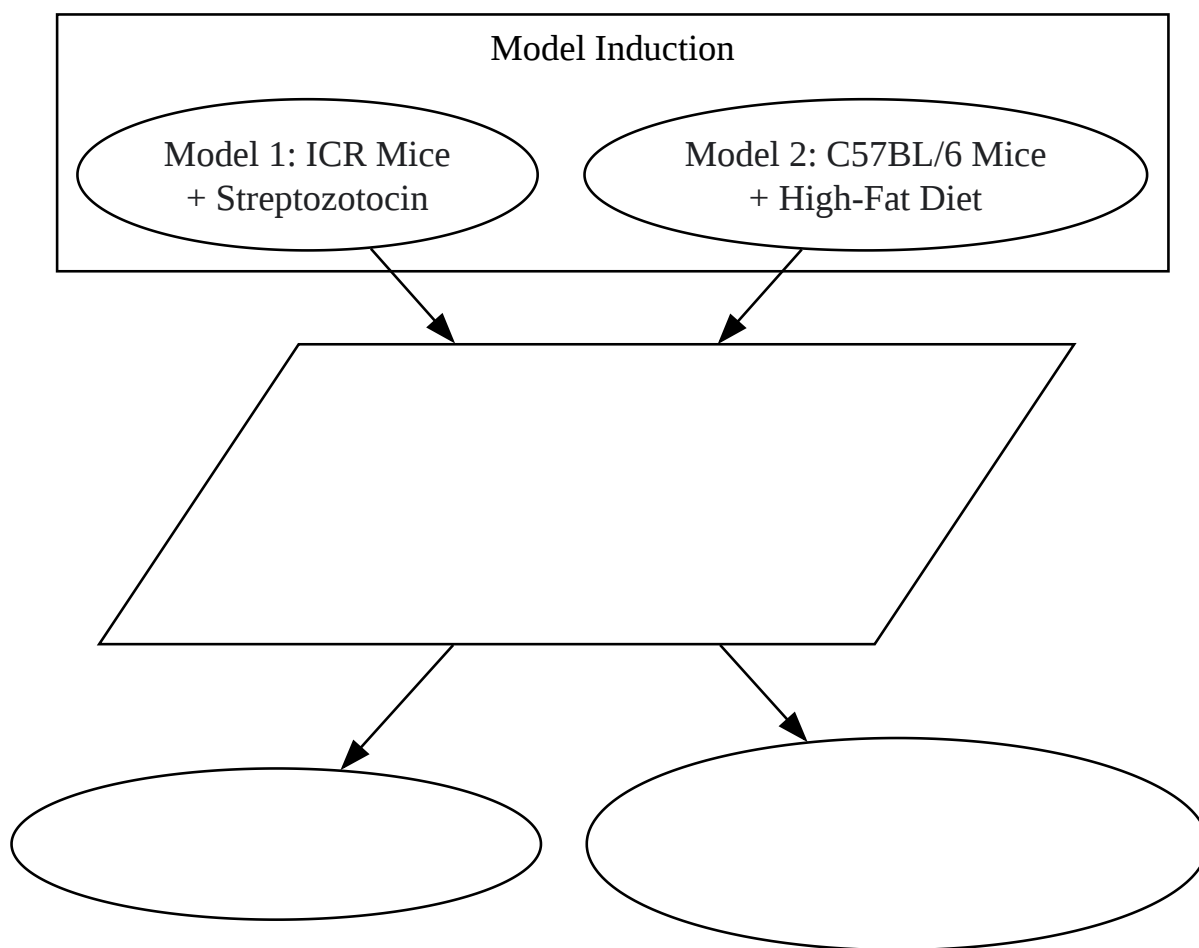 Model Induction
Model 1: ICR Mice
+ Streptozotocin
Model 2: C57BL/6 Mice
+ High-Fat Diet